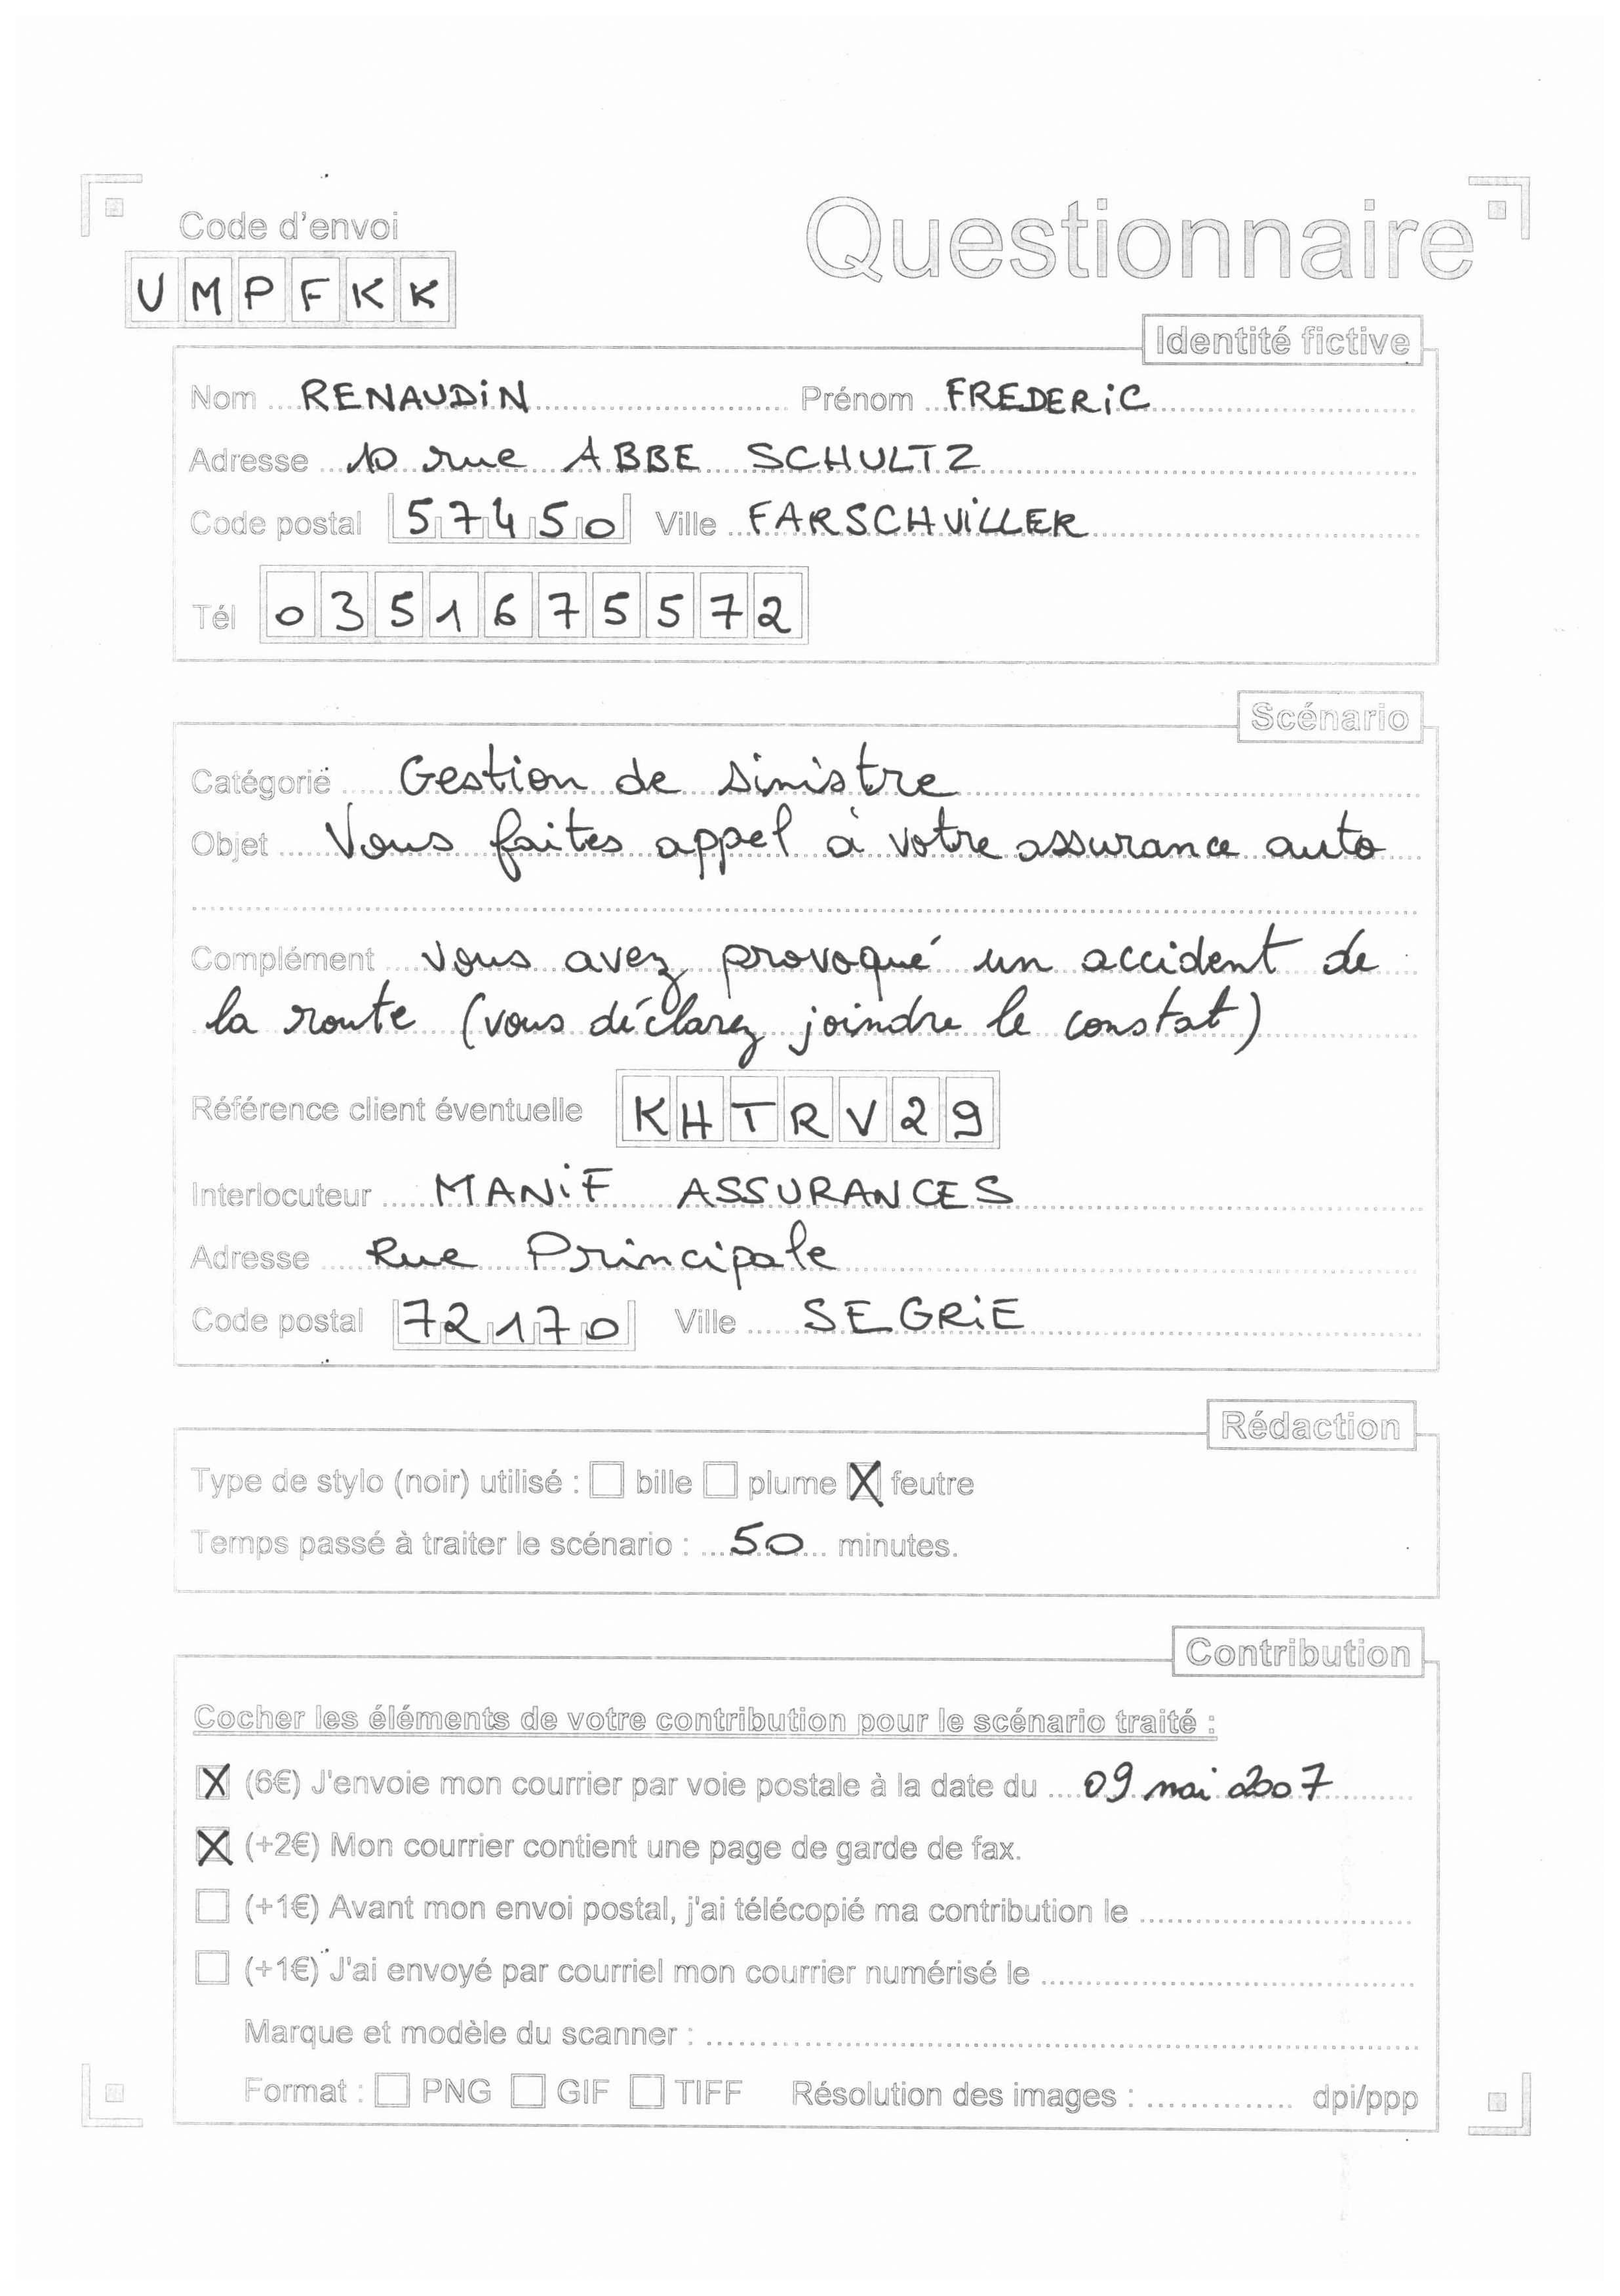 Code d'envoi
Questionnaire
UMPFKK
Identité fictive
Nom RENAUDIN Prénom FREDERIC
Adresse 10 rue ABBE SCHULTZ
Code postal 57450 Ville FARSCHVILLER
Tél 0351675572
Scénario
Catégorie Gestion de sinistre
Objet Vous faites appel à votre assurance auto
Complément Vous avez provoqué un accident de
la route (vous déclarez joindre le constat)
Référence client éventuelle KHTRV29
Interlocuteur MANIF ASSURANCES
Adresse Rue Principale
Code postal 72170 Ville SEGRIE
Rédaction
Type de stylo (noir) utilisé : ☐ bille ☐ plume ☒ feutre
Temps passé à traiter le scénario : 50 minutes.
Contribution
Cocher les éléments de votre contribution pour le scénario traité :
☒ (6€) J'envoie mon courrier par voie postale à la date du 09 mai 2007
☒ (+2€) Mon courrier contient une page de garde de fax.
☐ (+1€) Avant mon envoi postal, j'ai télécopié ma contribution le
☐ (+1€) J'ai envoyé par courriel mon courrier numérisé le
Marque et modèle du scanner :
Format : ☐ PNG ☐ GIF ☐ TIFF Résolution des images : dpi/ppp